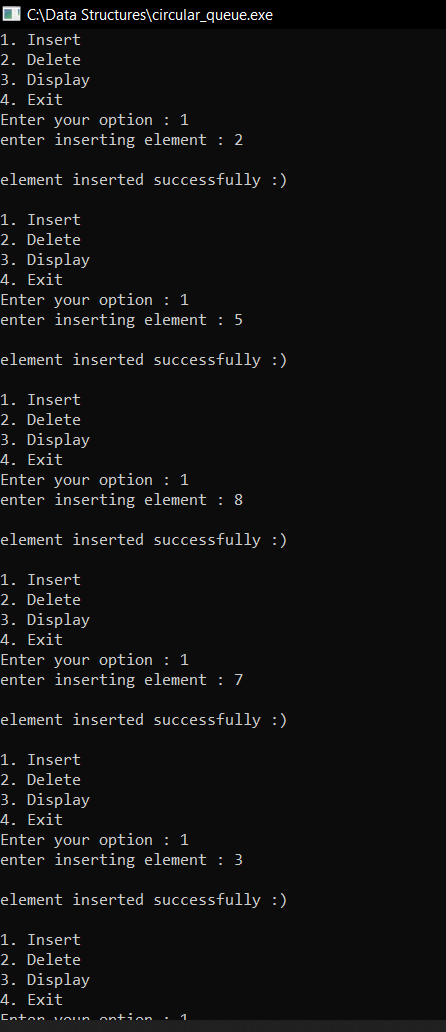 C:\Data Structures\circular_queue.exe
1. Insert
2. Delete
3. Display
4. Exit
Enter your option : 1
enter inserting element : 2
element inserted successfully :)
1. Insert
2. Delete
3. Display
4. Exit
Enter your option : 1
enter inserting element : 5
element inserted successfully :)
1. Insert
2. Delete
3. Display
4. Exit
Enter your option : 1
enter inserting element : 8
element inserted successfully :)
1. Insert
2. Delete
3. Display
4. Exit
Enter your option : 1
enter inserting element : 7
element inserted successfully :)
1. Insert
2. Delete
3. Display
4. Exit
Enter your option : 1
enter inserting element : 3
element inserted successfully :)
1. Insert
2. Delete
3. Display
4. Exit
Enter your option : 1